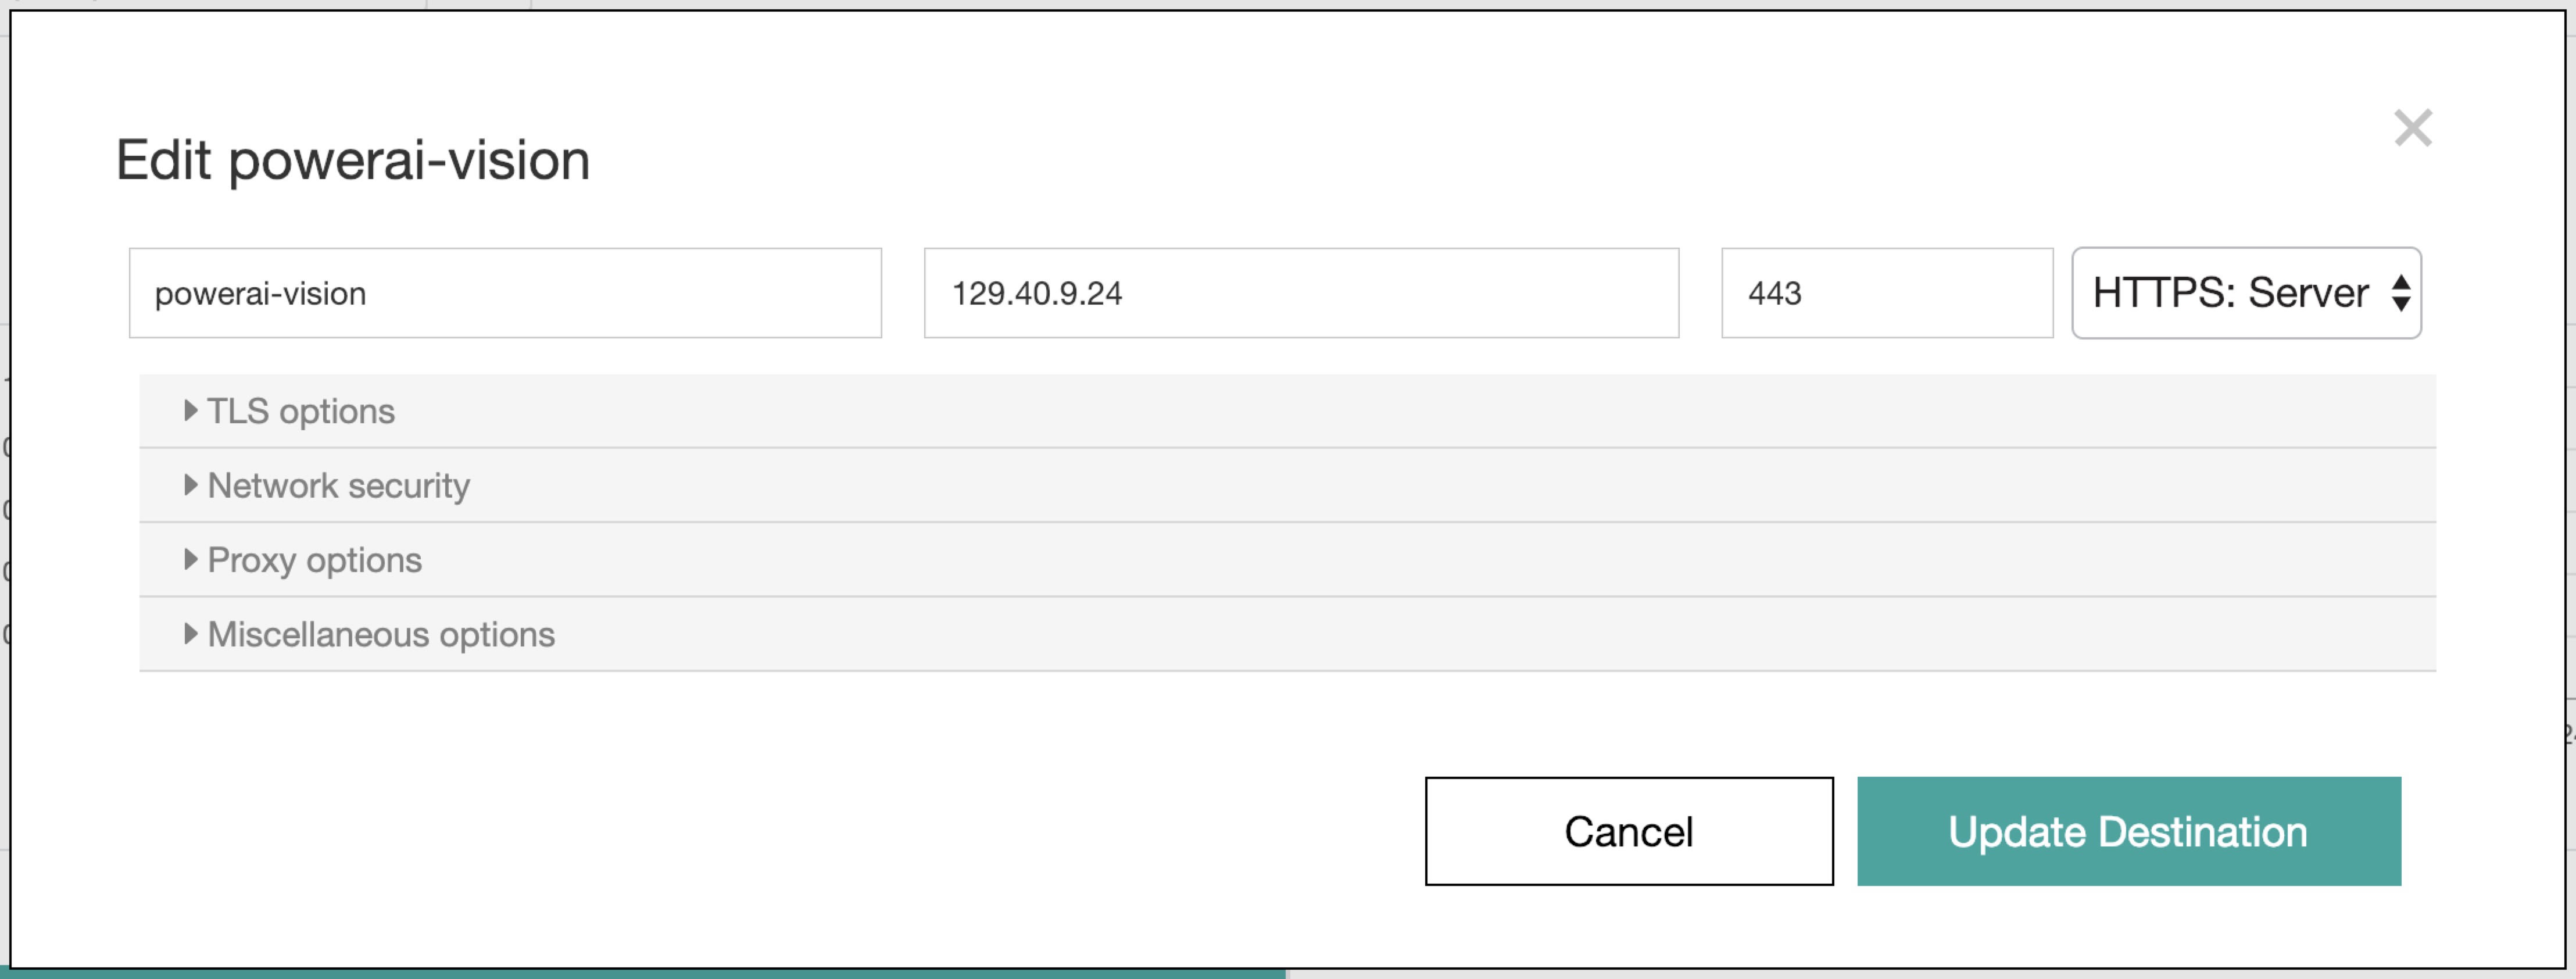 Edit powerai-vision
powerai-vision 129.40.9.24 443 HTTPS: Server
TLS options
Network security
Proxy options
Miscellaneous options
Cancel Update Destination